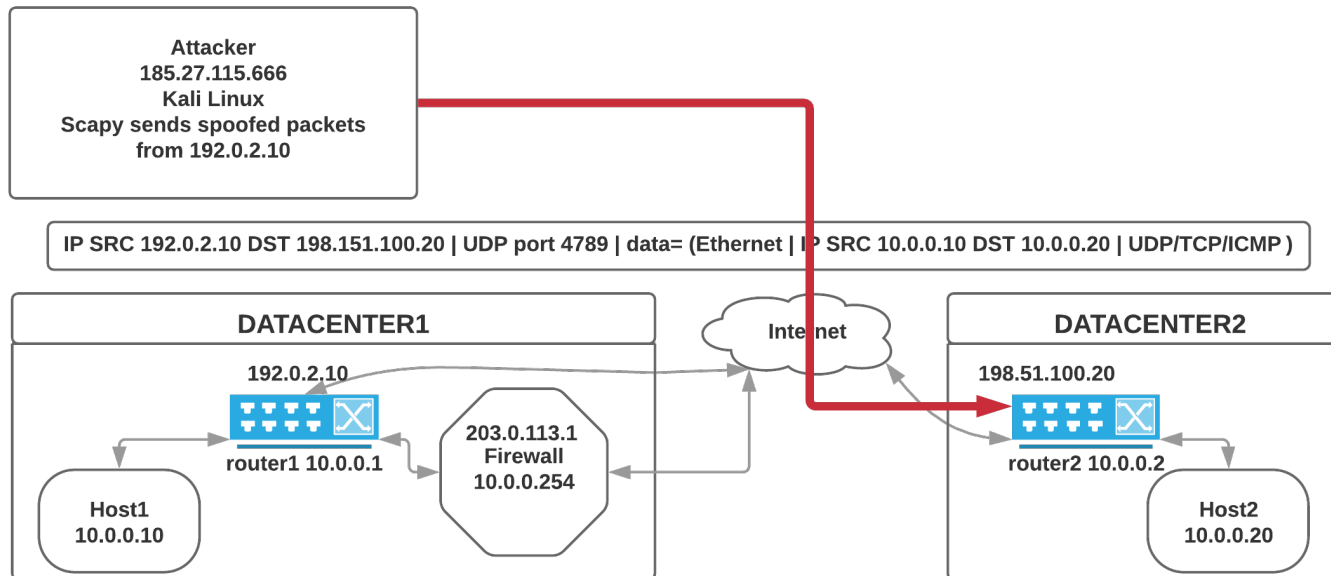 Attacker
185.27.115.666
Kali Linux
Scapy sends spoofed packets
from 192.0.2.10
IP SRC 192.0.2.10 DST 198.151.100.20 | UDP port 4789 | data= (Ethernet | IP SRC 10.0.0.10 DST 10.0.0.20 | UDP/TCP/ICMP )
DATACENTER1
Internet
DATACENTER2
192.0.2.10
198.51.100.20
203.0.113.1
Firewall
10.0.0.254
router1 10.0.0.1
router2 10.0.0.2
Host1
10.0.0.10
Host2
10.0.0.20